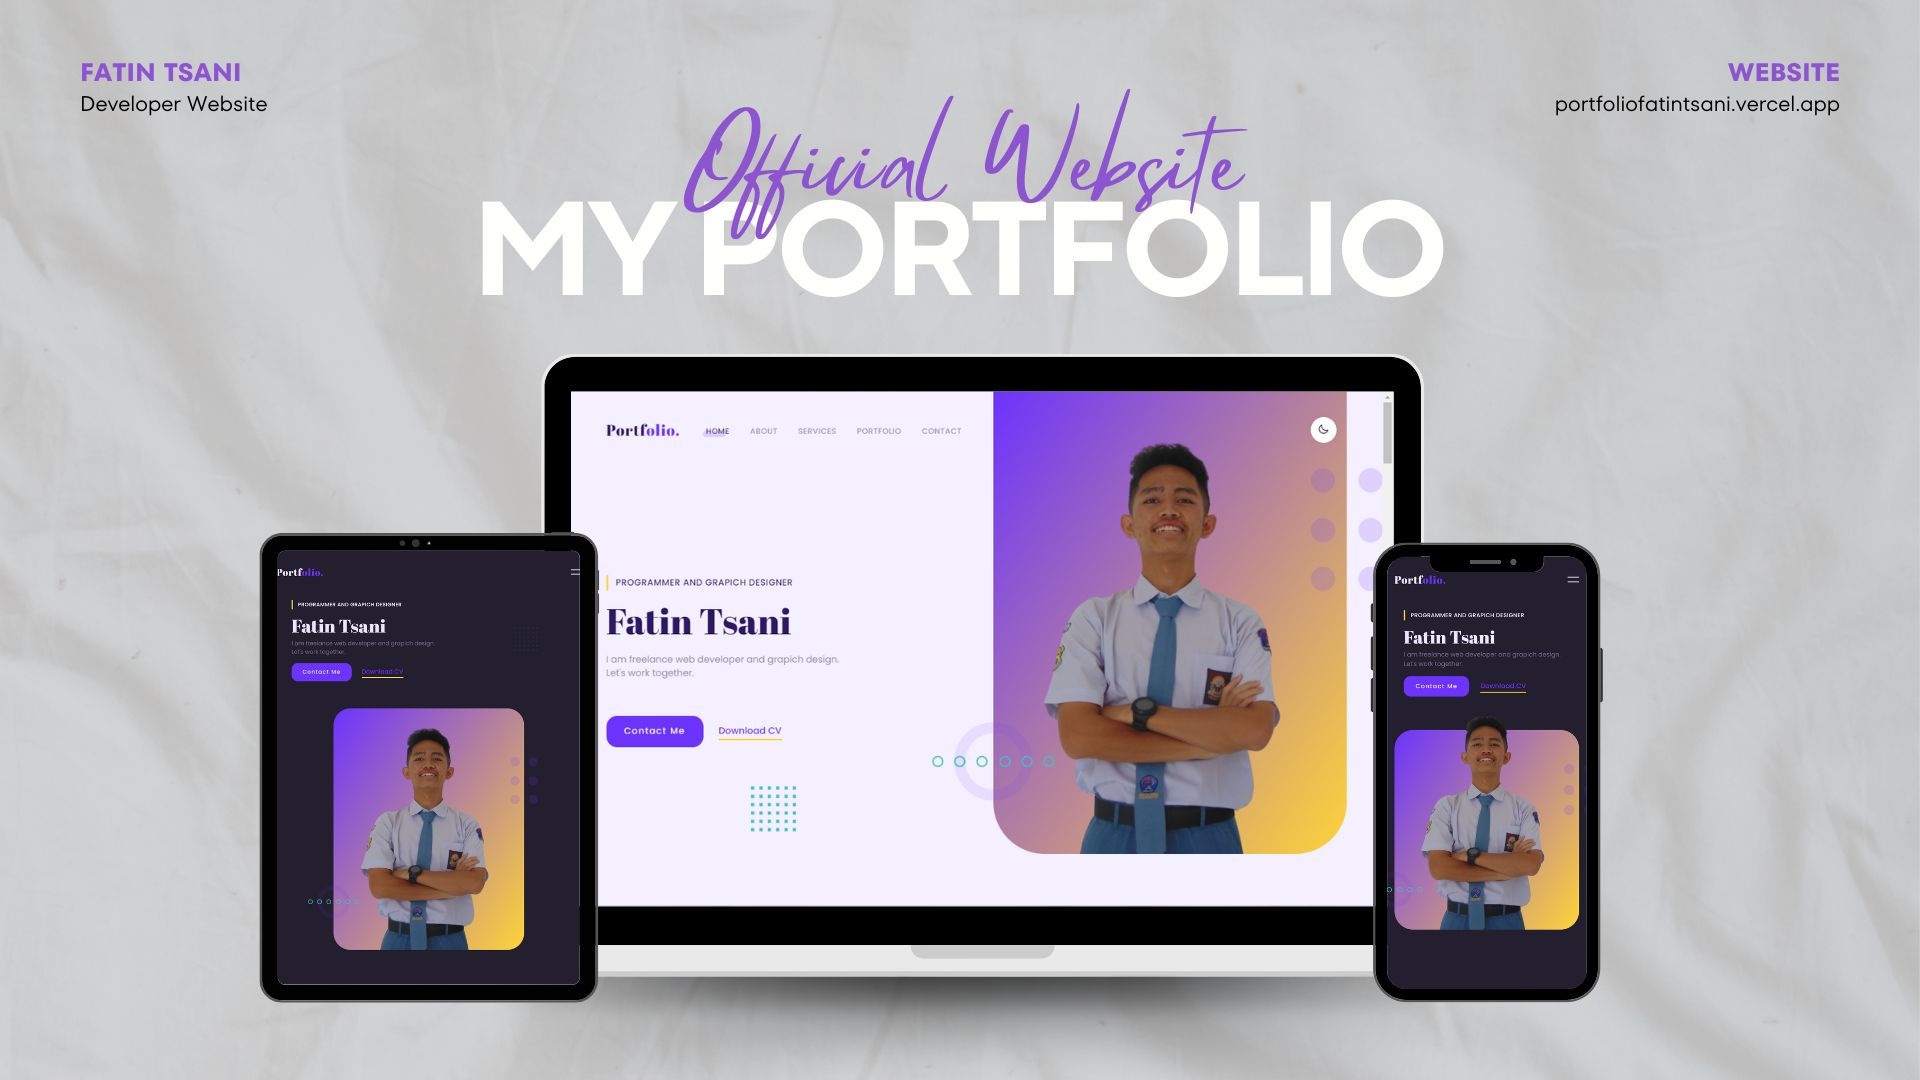 FATIN TSANI
Developer Website
WEBSITE
portfoliofatintsani.vercel.app
Official Website
MY PORTFOLIO
Portfolio.
HOME ABOUT SERVICES PORTFOLIO CONTACT
PROGRAMMER AND GRAPICH DESIGNER
Fatin Tsani
I am freelance web developer and grapich design.
Let's work together.
Contact Me Download CV
Portfolio.
PROGRAMMER AND GRAPICH DESIGNER
Fatin Tsani
I am freelance web developer and grapich design.
Let's work together.
Contact Me Download CV
Portfolio.
PROGRAMMER AND GRAPICH DESIGNER
Fatin Tsani
I am freelance web developer and grapich design.
Let's work together.
Contact Me Download CV